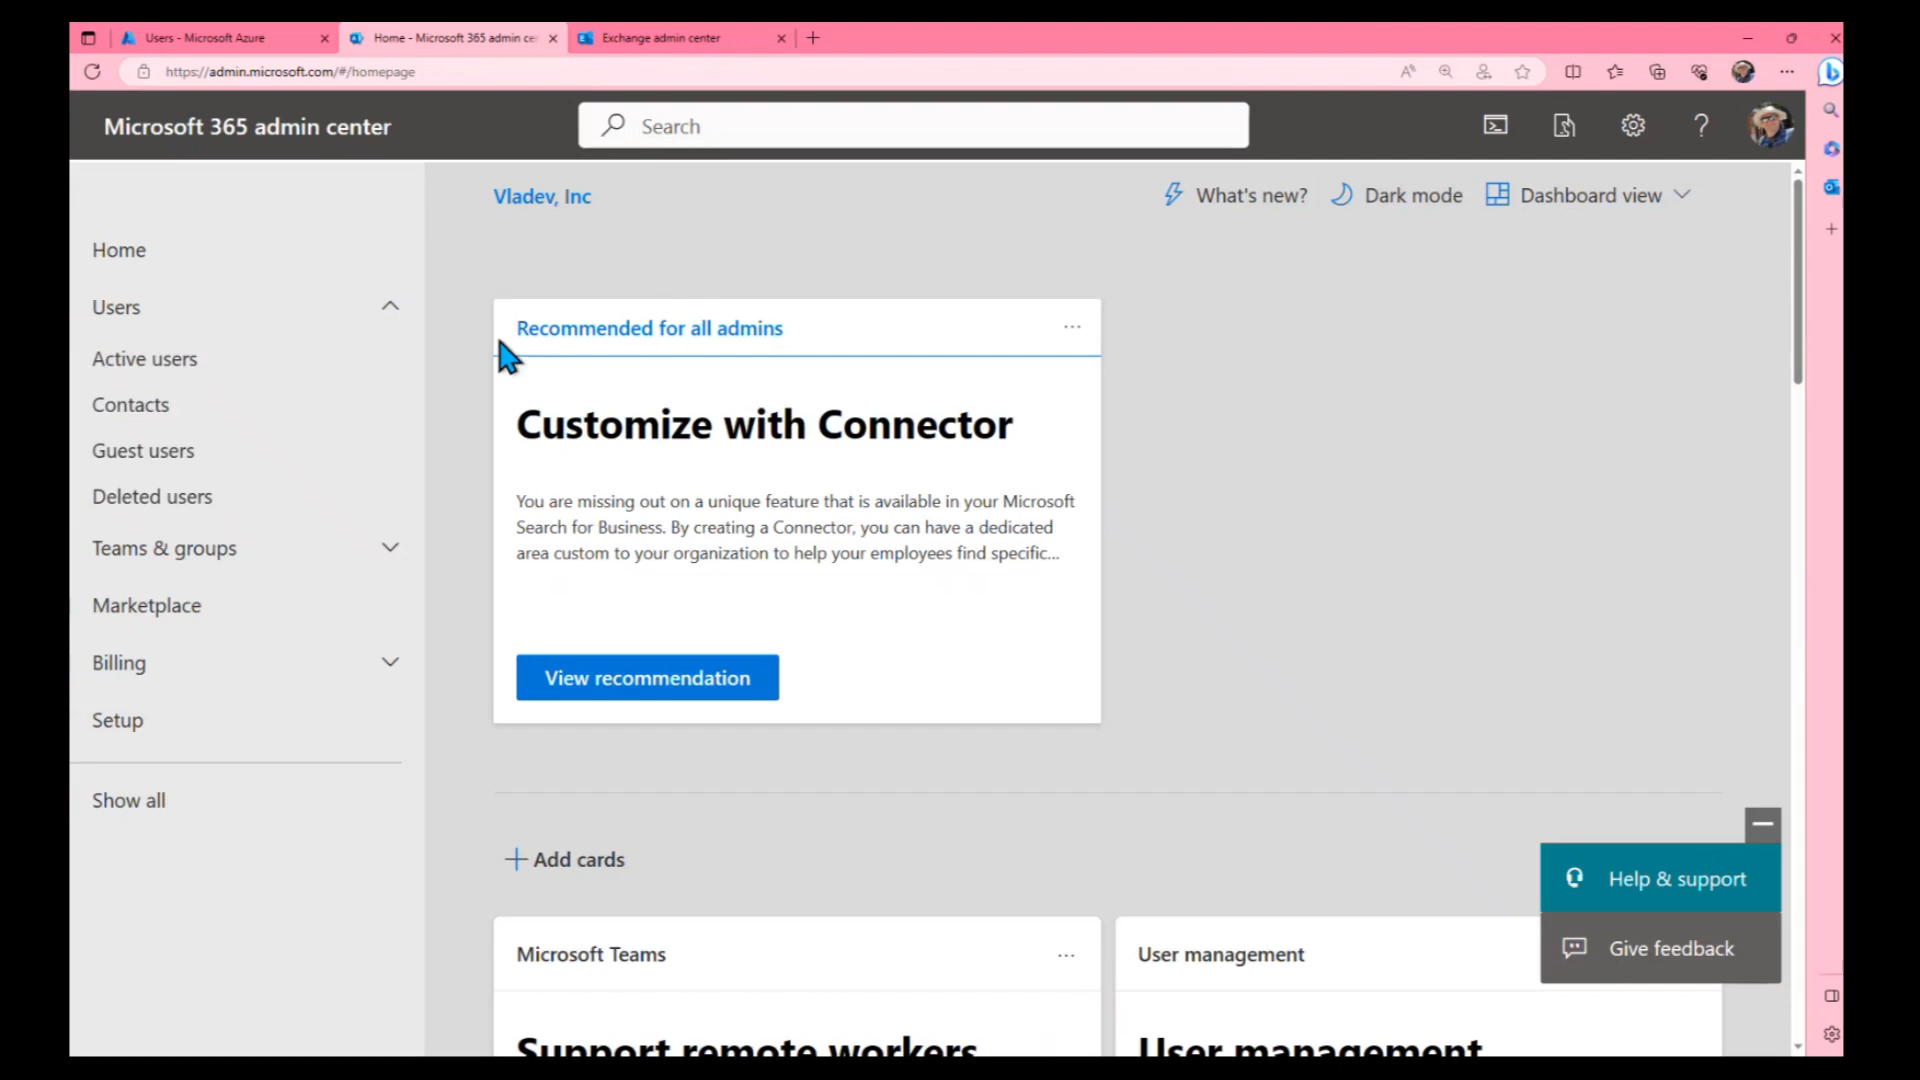 Users - Microsoft Azure
Home - Microsoft 365 admin ce
Exchange admin center
https://admin.microsoft.com/#/homepage
Microsoft 365 admin center
Search
Vladev, Inc
What's new?
Dark mode
Dashboard view
Home
Users
Active users
Contacts
Guest users
Deleted users
Teams & groups
Marketplace
Billing
Setup
Show all
Recommended for all admins
Customize with Connector
You are missing out on a unique feature that is available in your Microsoft
Search for Business. By creating a Connector, you can have a dedicated
area custom to your organization to help your employees find specific...
View recommendation
Add cards
Help & support
Give feedback
Microsoft Teams
User management
Support remote workers
User management